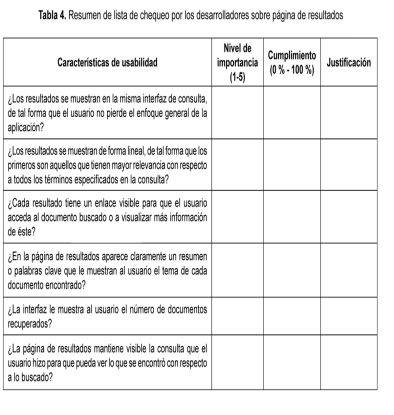 Tabla 4. Resumen de lista de chequeo por los desarrolladores sobre página de resultados
Características de usabilidad
Nivel de
importancia
(1-5)
Cumplimiento
(0 % - 100 %)
Justificación
¿Los resultados se muestran en la misma interfaz de consulta,
de tal forma que el usuario no pierde el enfoque general de la
aplicación?
¿Los resultados se muestran de forma lineal, de tal forma que los
primeros son aquellos que tienen mayor relevancia con respecto
a todos los términos especificados en la consulta?
¿Cada resultado tiene un enlace visible para que el usuario
acceda al documento buscado o a visualizar más información
de éste?
¿En la página de resultados aparece claramente un resumen
o palabras clave que le muestran al usuario el tema de cada
documento encontrado?
¿La interfaz le muestra al usuario el número de documentos
recuperados?
¿La página de resultados mantiene visible la consulta que el
usuario hizo para que pueda ver lo que se encontró con respecto
a lo buscado?